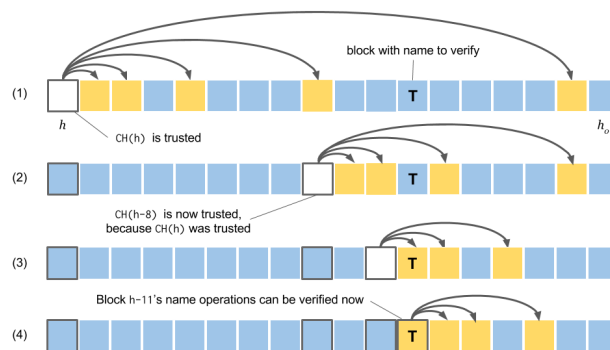 block with name to verify
(1)
T
h
CH(h) is trusted
h₀
(2)
T
CH(h-8) is now trusted,
because CH(h) was trusted
(3)
T
Block h-11's name operations can be verified now
(4)
T